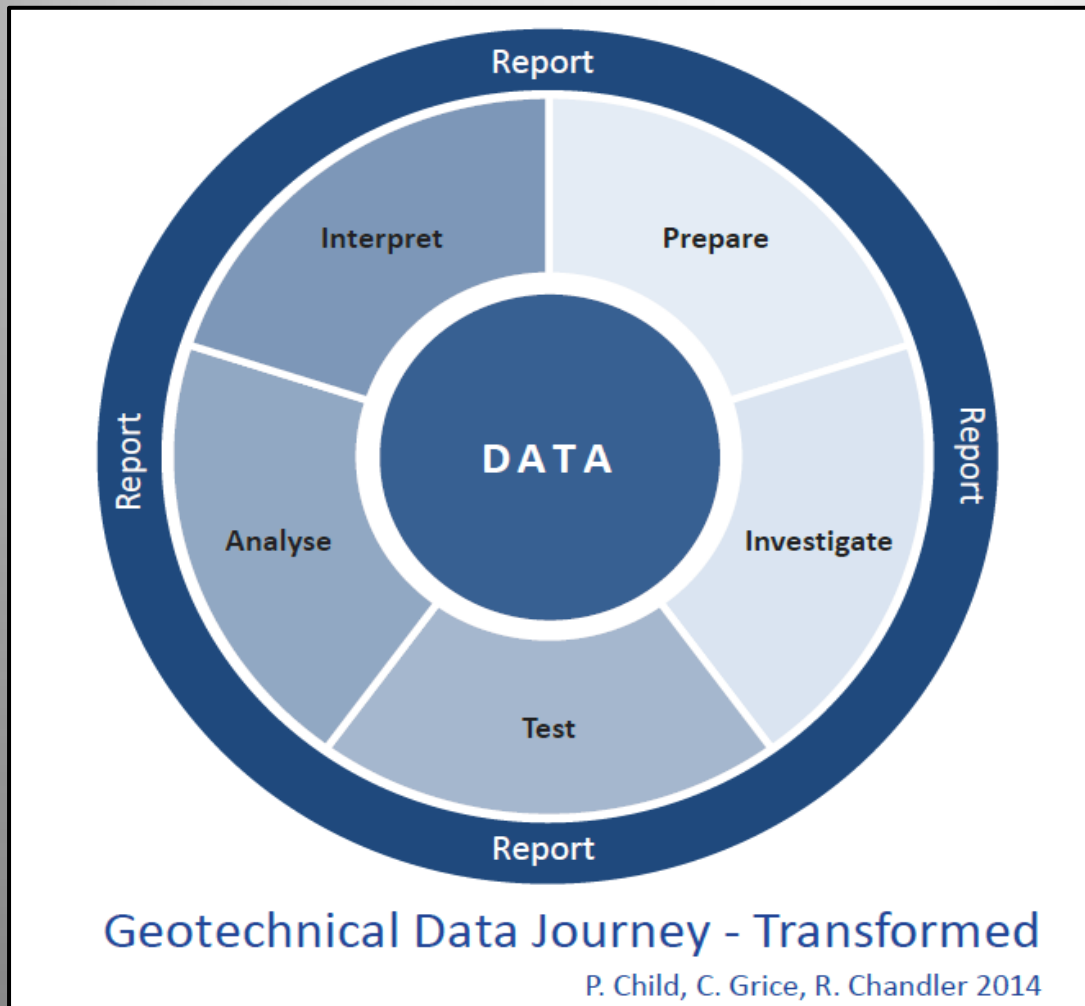 Report
Interpret
Prepare
Report
DATA
Report
Analyse
Investigate
Test
Report
Geotechnical Data Journey - Transformed
P. Child, C. Grice, R. Chandler 2014